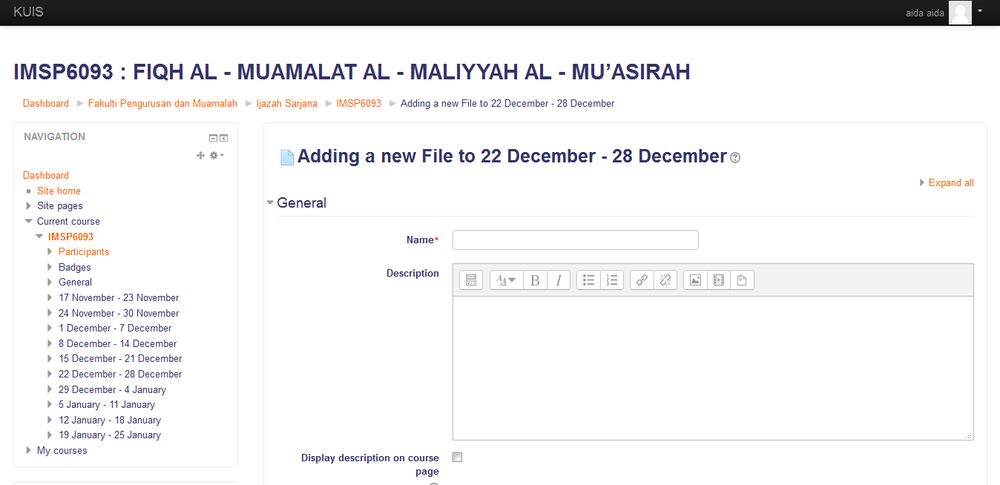 KUIS
aida aida
IMSP6093 : FIQH AL - MUAMALAT AL - MALIYYAH AL - MU’ASIRAH
Dashboard Fakulti Pengurusan dan Muamalah Ijazah Sarjana IMSP6093 Adding a new File to 22 December - 28 December
NAVIGATION
Dashboard
Site home
Site pages
Current course
IMSP6093
Participants
Badges
General
17 November - 23 November
24 November - 30 November
1 December - 7 December
8 December - 14 December
15 December - 21 December
22 December - 28 December
29 December - 4 January
5 January - 11 January
12 January - 18 January
19 January - 25 January
My courses
Adding a new File to 22 December - 28 December
Expand all
General
Name*
Description
B I
Display description on course
page